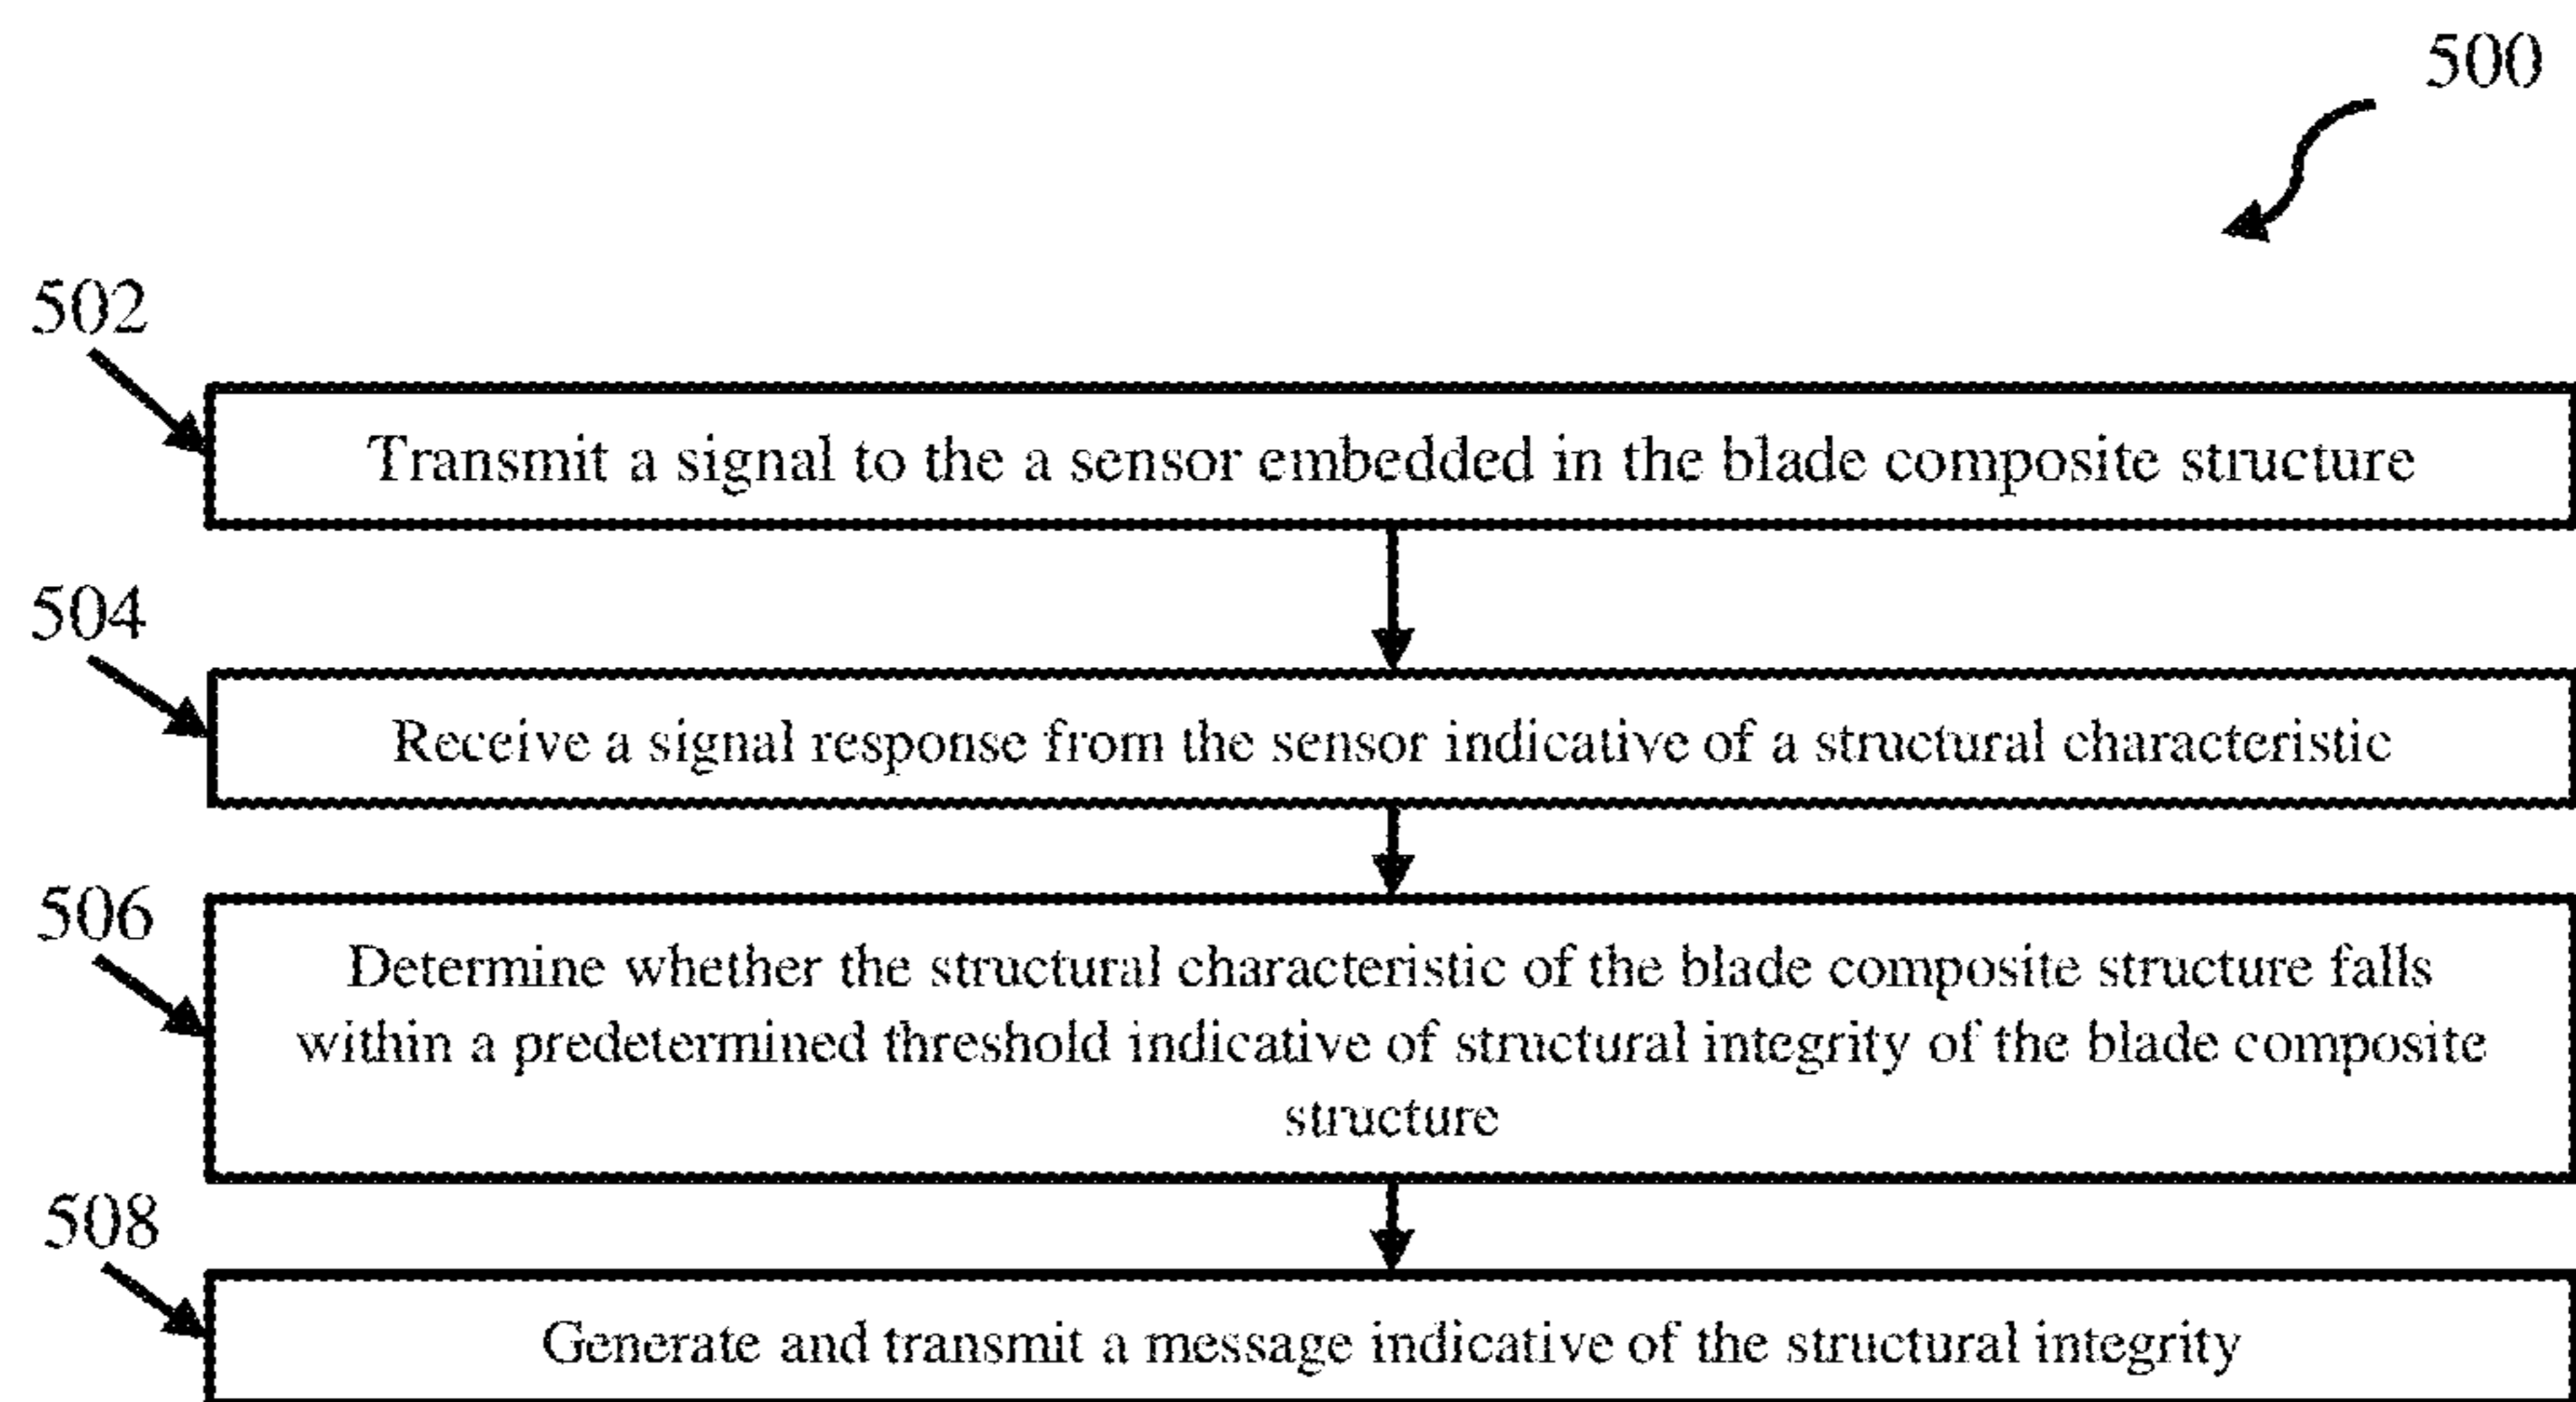 500
502
Transmit a signal to the a sensor embedded in the blade composite structure
504
Receive a signal response from the sensor indicative of a structural characteristic
506
Determine whether the structural characteristic of the blade composite structure falls
within a predetermined threshold indicative of structural integrity of the blade composite
structure
508
Generate and transmit a message indicative of the structural integrity